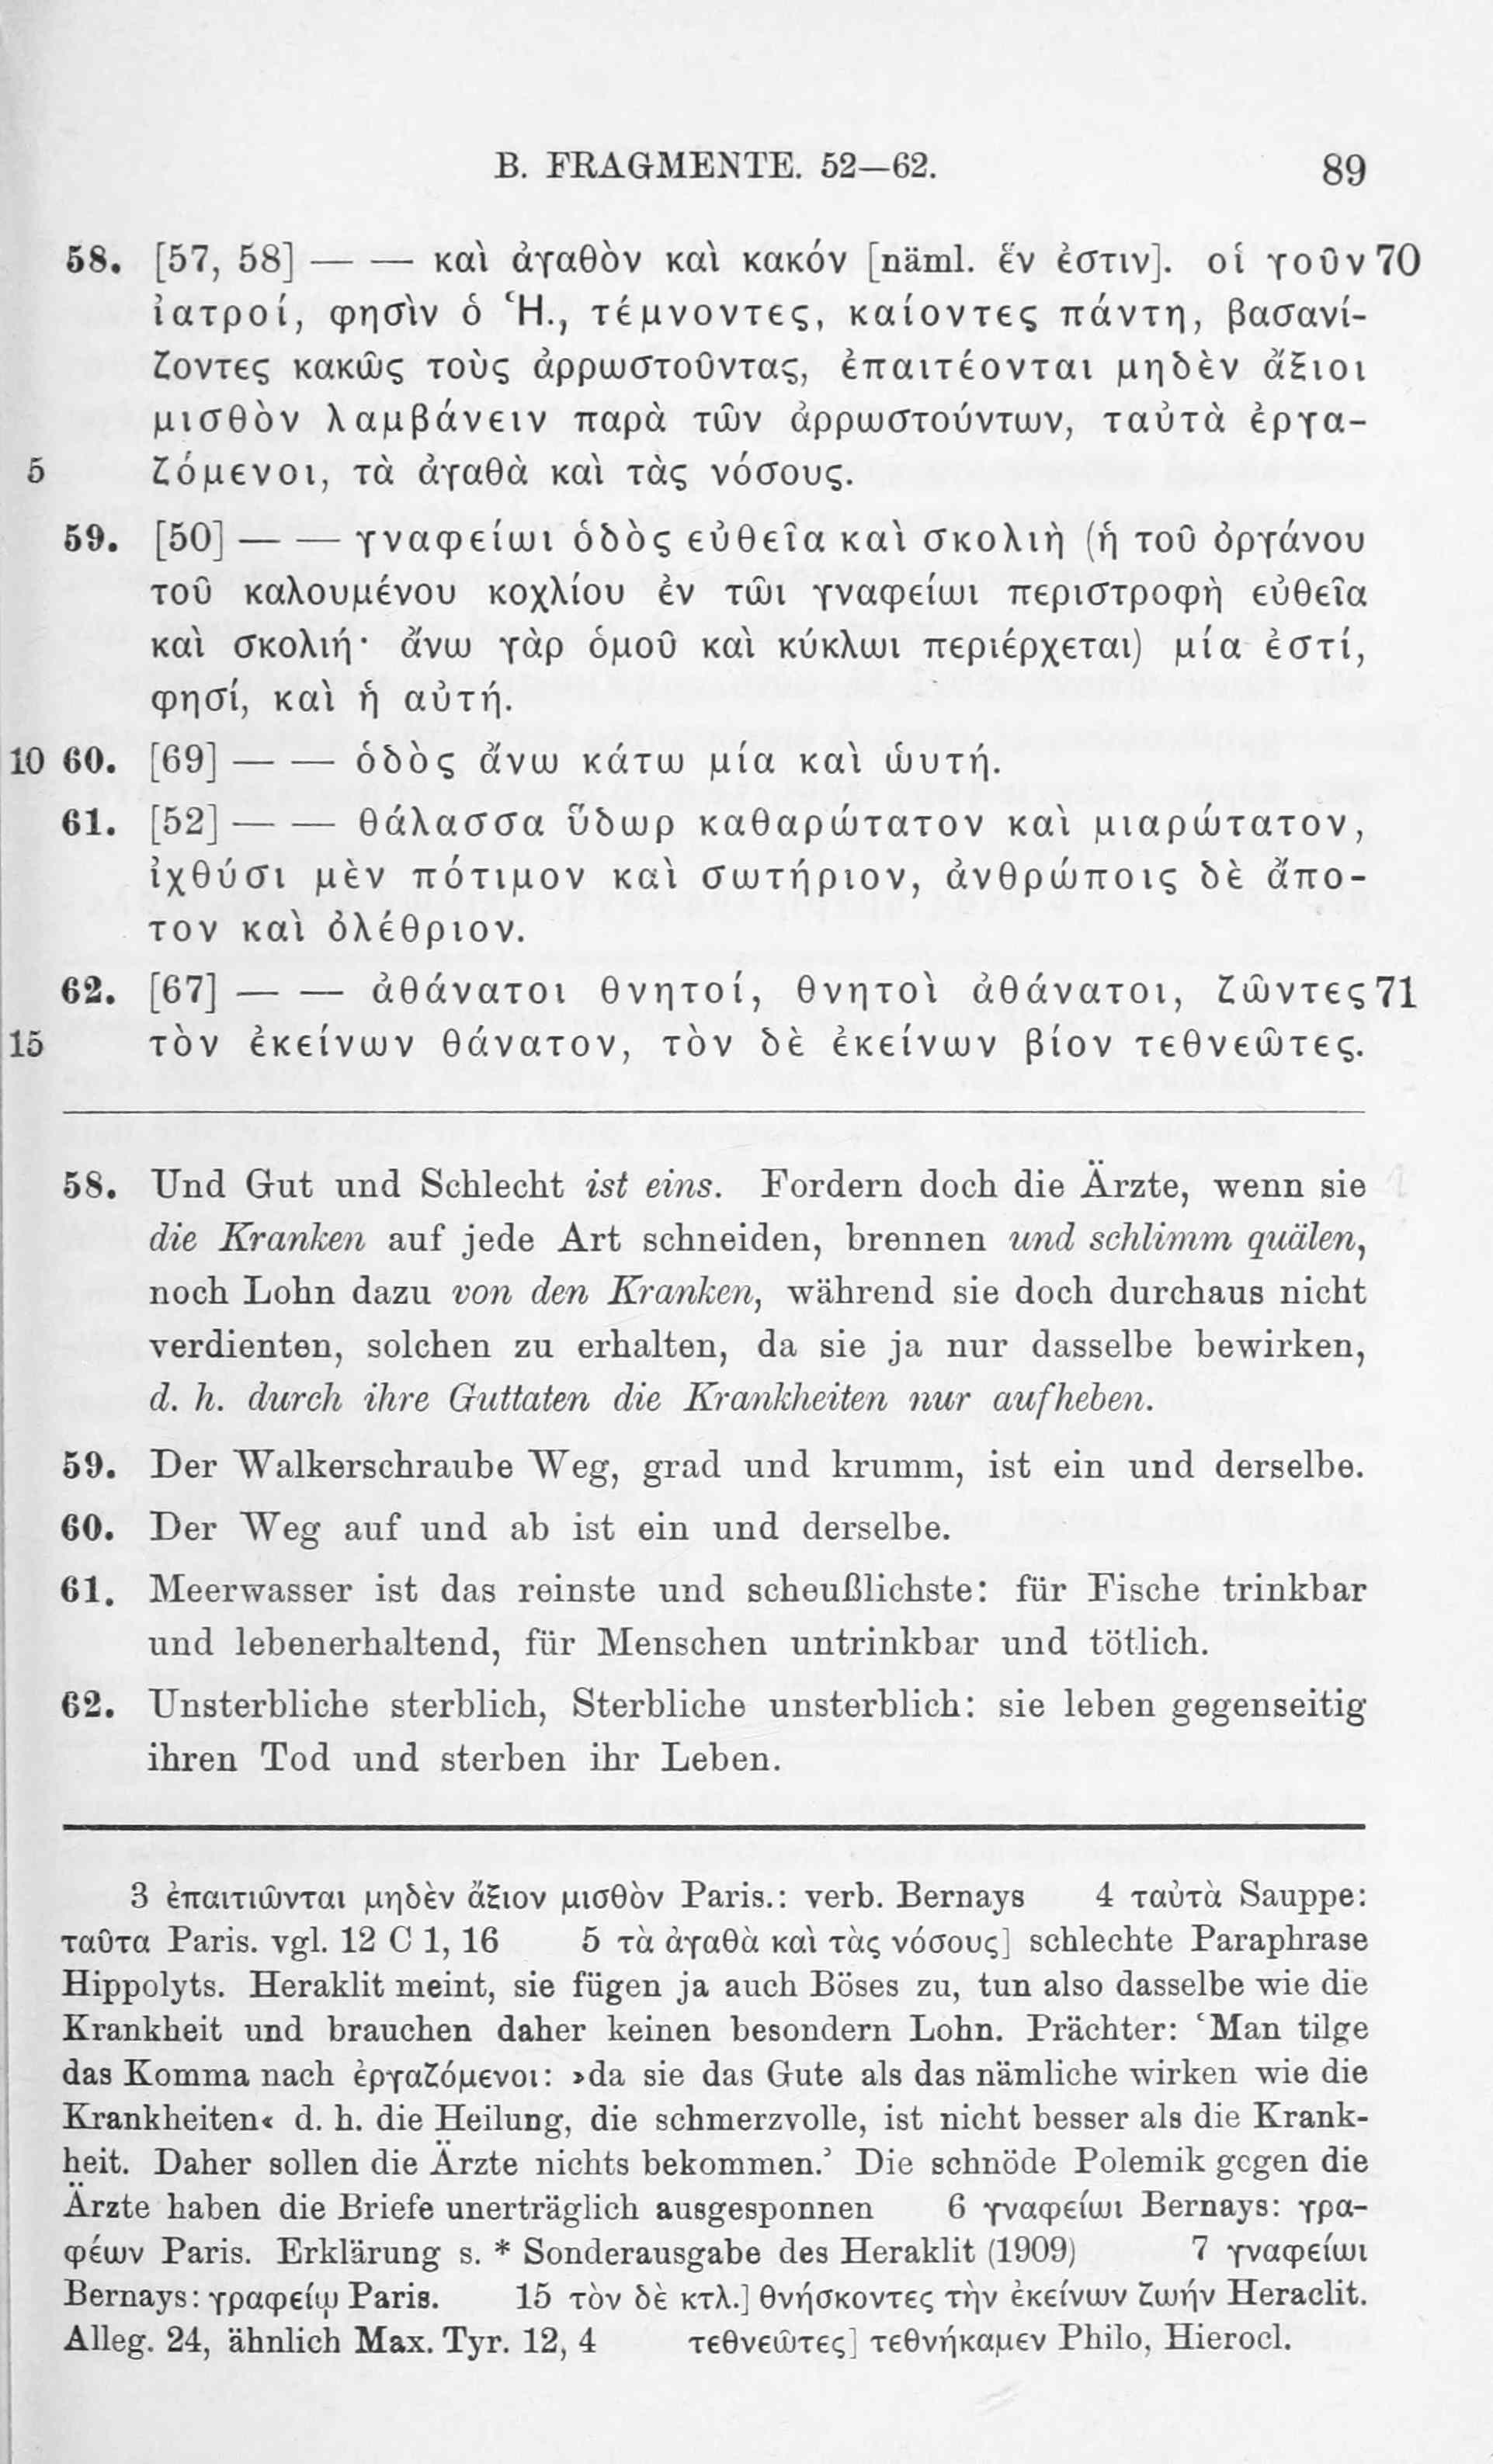 B. FRAGMENTE. 52—62. 89
58. [57, 58] — — καὶ ἀγαθὸν καὶ κακόν [näml. ἕν ἐστιν]. οἱ γοῦν 70
ἰατροί, φησὶν ὁ Ἡ., τέμνοντες, καίοντες πάντη, βασανί-
ζοντες κακῶς τοὺς ἀρρωστοῦντας, ἐπαιτέονται μηδὲν ἄξιοι
μισθὸν λαμβάνειν παρὰ τῶν ἀρρωστούντων, ταὐτὰ ἐργα-
5 ζόμενοι, τὰ ἀγαθὰ καὶ τὰς νόσους.
59. [50] — — γναφείωι ὁδὸς εὐθεῖα καὶ σκολιὴ (ἡ τοῦ ὀργάνου
τοῦ καλουμένου κοχλίου ἐν τῶι γναφείωι περιστροφὴ εὐθεῖα
καὶ σκολιή· ἄνω γὰρ ὁμοῦ καὶ κύκλωι περιέρχεται) μία ἐστί,
φησί, καὶ ἡ αὐτή.
10 60. [69] — — ὁδὸς ἄνω κάτω μία καὶ ὡυτή.
61. [52] — — θάλασσα ὕδωρ καθαρώτατον καὶ μιαρώτατον,
ἰχθύσι μὲν πότιμον καὶ σωτήριον, ἀνθρώποις δὲ ἄπο-
τον καὶ ὀλέθριον.
62. [67] — — ἀθάνατοι θνητοί, θνητοὶ ἀθάνατοι, ζῶντες 71
15 τὸν ἐκείνων θάνατον, τὸν δὲ ἐκείνων βίον τεθνεῶτες.
58. Und Gut und Schlecht ist eins. Fordern doch die Ärzte, wenn sie
die Kranken auf jede Art schneiden, brennen und schlimm quälen,
noch Lohn dazu von den Kranken, während sie doch durchaus nicht
verdienten, solchen zu erhalten, da sie ja nur dasselbe bewirken,
d. h. durch ihre Guttaten die Krankheiten nur aufheben.
59. Der Walkerschraube Weg, grad und krumm, ist ein und derselbe.
60. Der Weg auf und ab ist ein und derselbe.
61. Meerwasser ist das reinste und scheußlichste: für Fische trinkbar
und lebenerhaltend, für Menschen untrinkbar und tötlich.
62. Unsterbliche sterblich, Sterbliche unsterblich: sie leben gegenseitig
ihren Tod und sterben ihr Leben.
3 ἐπαιτιῶνται μηδὲν ἄξιον μισθὸν Paris.: verb. Bernays 4 ταὐτὰ Sauppe:
ταῦτα Paris. vgl. 12 C 1, 16 5 τὰ ἀγαθὰ καὶ τὰς νόσους] schlechte Paraphrase
Hippolyts. Heraklit meint, sie fügen ja auch Böses zu, tun also dasselbe wie die
Krankheit und brauchen daher keinen besondern Lohn. Prächter: ‘Man tilge
das Komma nach ἐργαζόμενοι: »da sie das Gute als das nämliche wirken wie die
Krankheiten« d. h. die Heilung, die schmerzvolle, ist nicht besser als die Krank-
heit. Daher sollen die Ärzte nichts bekommen.’ Die schnöde Polemik gegen die
Ärzte haben die Briefe unerträglich ausgesponnen 6 γναφείωι Bernays: γρα-
φέων Paris. Erklärung s. * Sonderausgabe des Heraklit (1909) 7 γναφείωι
Bernays: γραφείῳ Paris. 15 τὸν δὲ κτλ.] θνήσκοντες τὴν ἐκείνων ζωήν Heraclit.
Alleg. 24, ähnlich Max. Tyr. 12, 4 τεθνεῶτες] τεθνήκαμεν Philo, Hierocl.